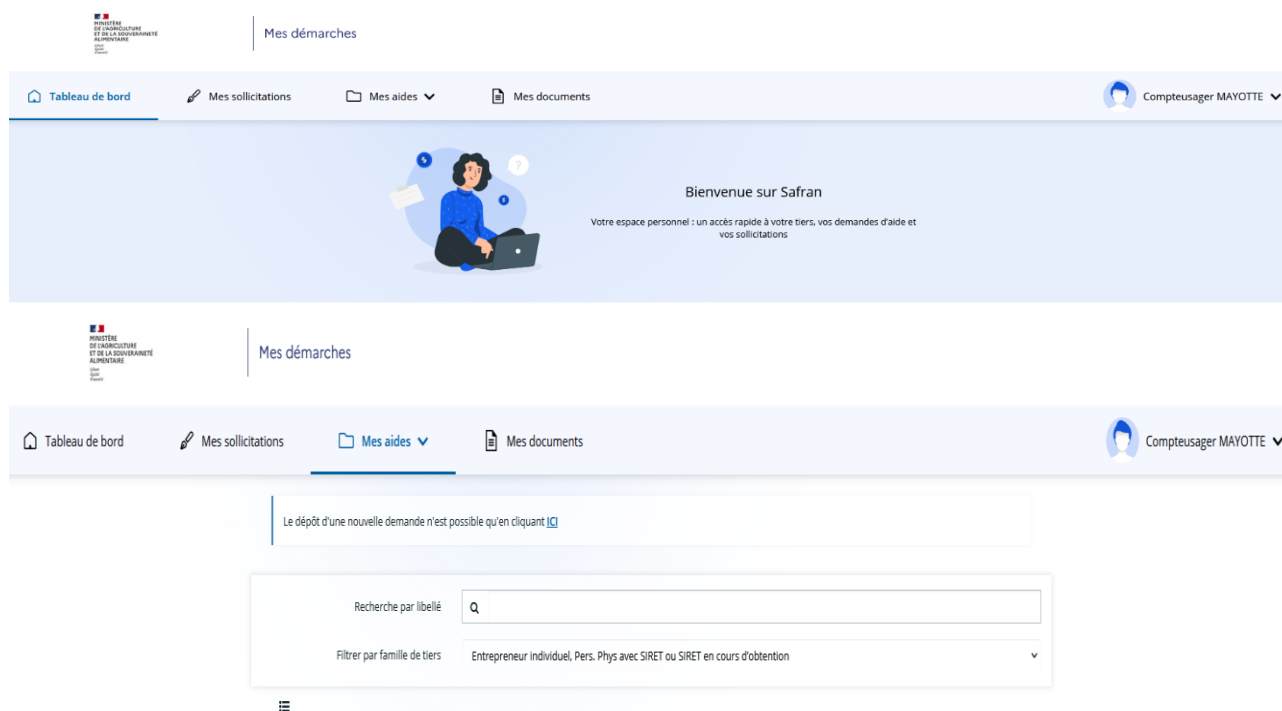 MINISTÈRE
DE L'AGRICULTURE
ET DE LA SOUVERAINETÉ
ALIMENTAIRE
Mes démarches
Tableau de bord
Mes sollicitations
Mes aides
Mes documents
Compteusager MAYOTTE
?
Bienvenue sur Safran
Votre espace personnel : un accès rapide à votre tiers, vos demandes d'aide et
vos sollicitations
MINISTÈRE
DE L'AGRICULTURE
ET DE LA SOUVERAINETÉ
ALIMENTAIRE
Mes démarches
Tableau de bord
Mes sollicitations
Mes aides
Mes documents
Compteusager MAYOTTE
Le dépôt d'une nouvelle demande n'est possible qu'en cliquant ICI
Recherche par libellé
Filtrer par famille de tiers
Entrepreneur individuel, Pers. Phys avec SIRET ou SIRET en cours d'obtention